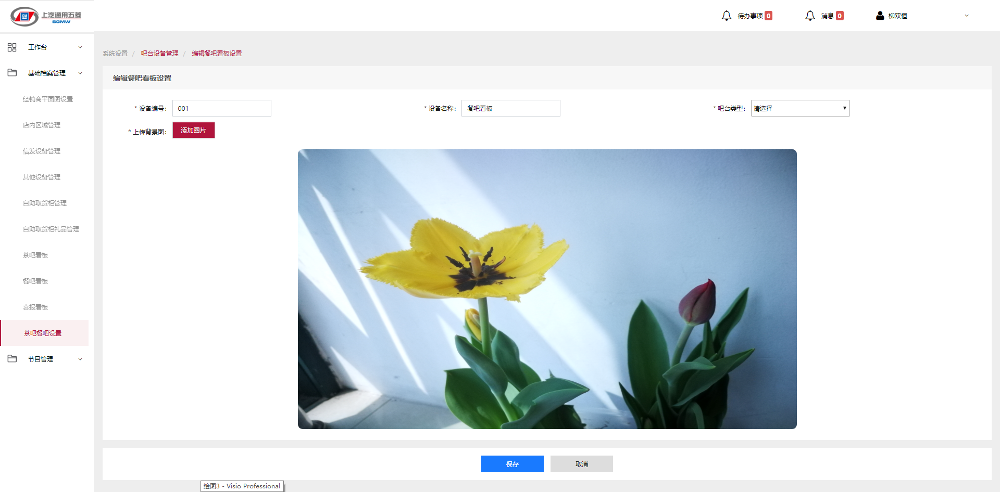 上汽通用五菱
SGMW
GM
待办事项 0
消息 0
柳双恒
工作台
基础档案管理
经销商平面图设置
店内区域管理
信发设备管理
其他设备管理
自助取货柜管理
自助取货柜礼品管理
茶吧看板
餐吧看板
喜报看板
茶吧餐吧设置
节目管理
系统设置 / 吧台设备管理 / 编辑餐吧看板设置
编辑餐吧看板设置
* 设备编号: 001
* 设备名称: 餐吧看板
* 吧台类型: 请选择
* 上传背景图: 添加图片
保存
取消
绘图3 - Visio Professional